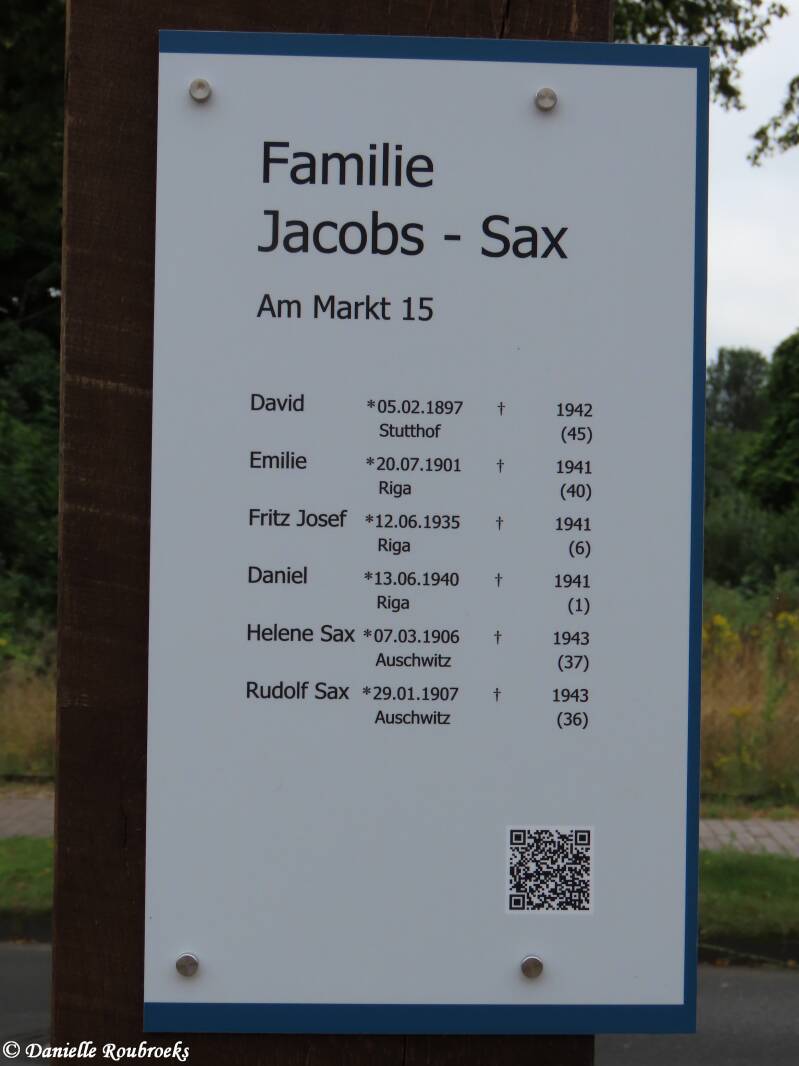 Familie
Jacobs - Sax
Am Markt 15
David *05.02.1897 † 1942
Stutthof (45)
Emilie *20.07.1901 † 1941
Riga (40)
Fritz Josef *12.06.1935 † 1941
Riga (6)
Daniel *13.06.1940 † 1941
Riga (1)
Helene Sax *07.03.1906 † 1943
Auschwitz (37)
Rudolf Sax *29.01.1907 † 1943
Auschwitz (36)
© Danielle Roubroeks